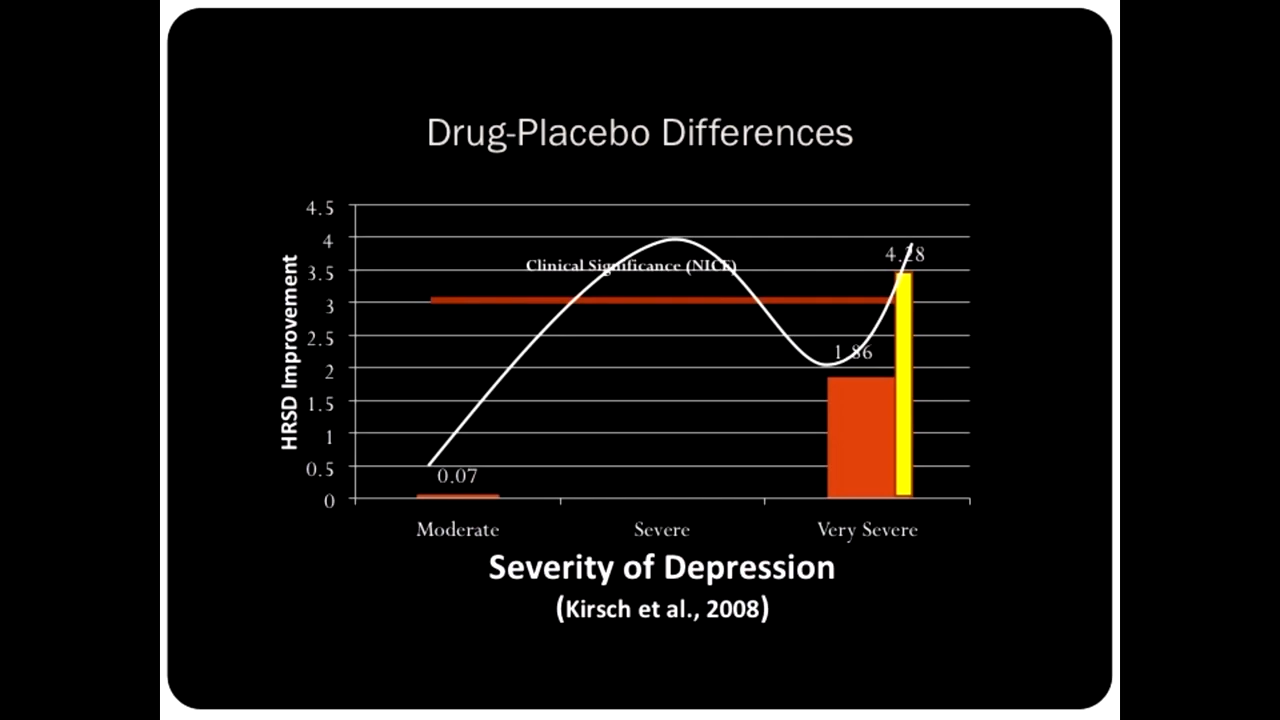 Drug-Placebo Differences
4.5
4
3.5
3
2.5
2
1.5
1
0.5
0
HRSD Improvement
Clinical Significance (NICE)
0.07
1.86
4.28
Moderate
Severe
Very Severe
Severity of Depression
(Kirsch et al., 2008)